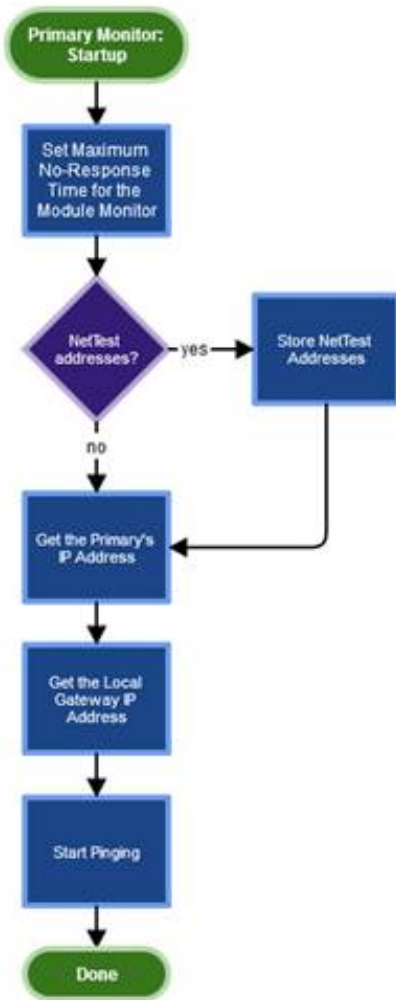 Primary Monitor:
Startup
Set Maximum
No-Response
Time for the
Module Monitor
NetTest
addresses?
yes
Store NetTest
Addresses
no
Get the Primary's
IP Address
Get the Local
Gateway IP
Address
Start Pinging
Done